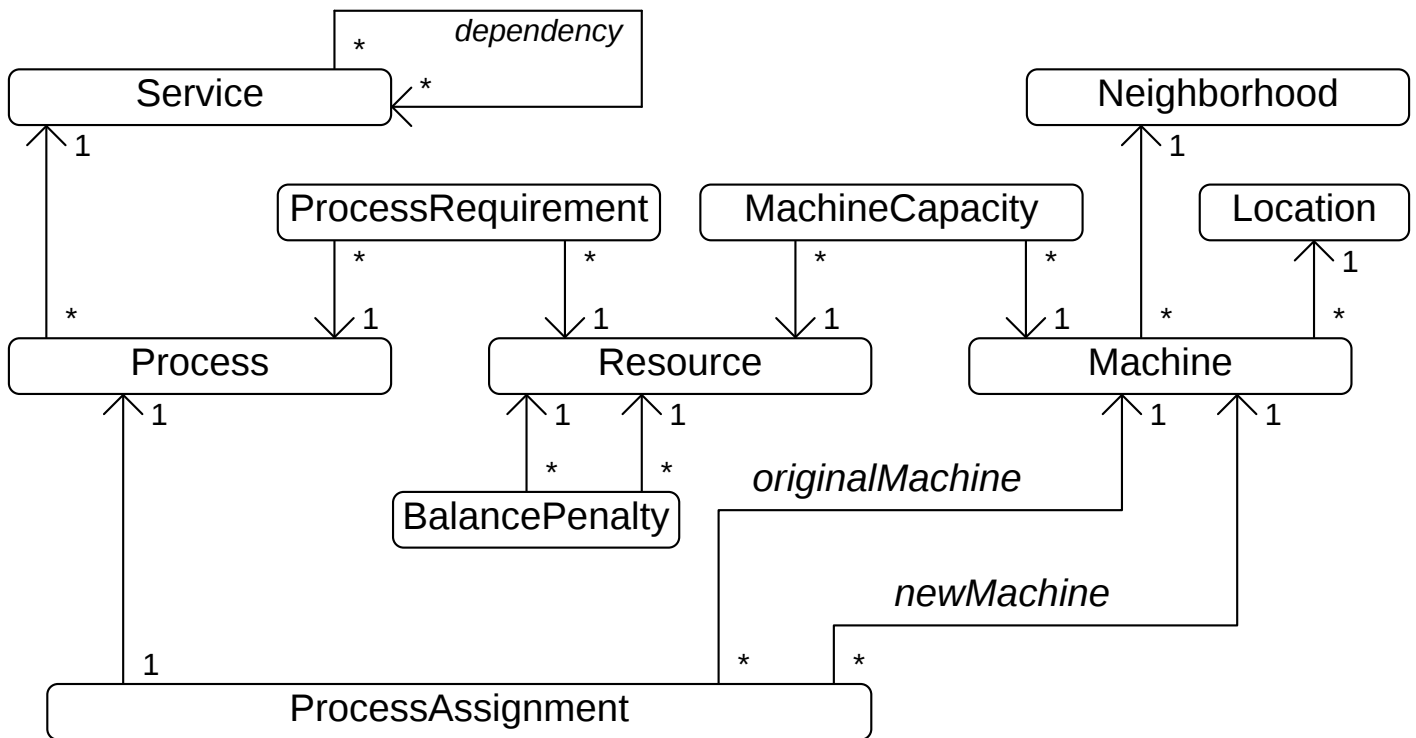 dependency
*
*
Service
Neighborhood
1
1
ProcessRequirement
MachineCapacity
Location
*
*
*
*
1
*
1
1
1
1
*
*
Process
Resource
Machine
1
1
1
1
1
*
*
originalMachine
BalancePenalty
newMachine
1
*
*
ProcessAssignment